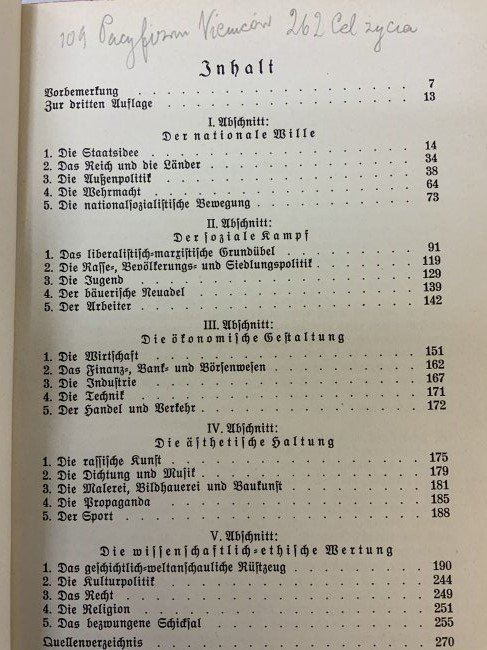 109 Pacyfizm Niemców 262 Cel życia
Inhalt
Vorbemerkung . . . . . . . . . . . . . . . . 7
Zur dritten Auflage . . . . . . . . . . . . . . 13
I. Abschnitt:
Der nationale Wille
1. Die Staatsidee . . . . . . . . . . . . . . 14
2. Das Reich und die Länder . . . . . . . . . . 34
3. Die Außenpolitik . . . . . . . . . . . . . 38
4. Die Wehrmacht . . . . . . . . . . . . . . 64
5. Die nationalsozialistische Bewegung . . . . . . . 73
II. Abschnitt:
Der soziale Kampf
1. Das liberalistisch-marxistische Grundübel . . . . . 91
2. Die Rasse-, Bevölkerungs- und Siedlungspolitik . . . . 119
3. Die Jugend . . . . . . . . . . . . . . . 129
4. Der bäuerische Neuadel . . . . . . . . . . . 139
5. Der Arbeiter . . . . . . . . . . . . . . . 142
III. Abschnitt:
Die ökonomische Gestaltung
1. Die Wirtschaft . . . . . . . . . . . . . . 151
2. Das Finanz-, Bank- und Börsenwesen . . . . . . . 162
3. Die Industrie . . . . . . . . . . . . . . 167
4. Die Technik . . . . . . . . . . . . . . . 171
5. Der Handel und Verkehr . . . . . . . . . . . 172
IV. Abschnitt:
Die ästhetische Haltung
1. Die rassische Kunst . . . . . . . . . . . . 175
2. Die Dichtung und Musik . . . . . . . . . . . 179
3. Die Malerei, Bildhauerei und Baukunst . . . . . . 181
4. Die Propaganda . . . . . . . . . . . . . . 185
5. Der Sport . . . . . . . . . . . . . . . . 188
V. Abschnitt:
Die wissenschaftlich-ethische Wertung
1. Das geschichtlich-weltanschauliche Rüstzeug . . . . . 190
2. Die Kulturpolitik . . . . . . . . . . . . . 244
3. Das Recht . . . . . . . . . . . . . . . . 249
4. Die Religion . . . . . . . . . . . . . . . 251
5. Das bezwungene Schicksal . . . . . . . . . . 255
Quellenverzeichnis . . . . . . . . . . . . . . 270